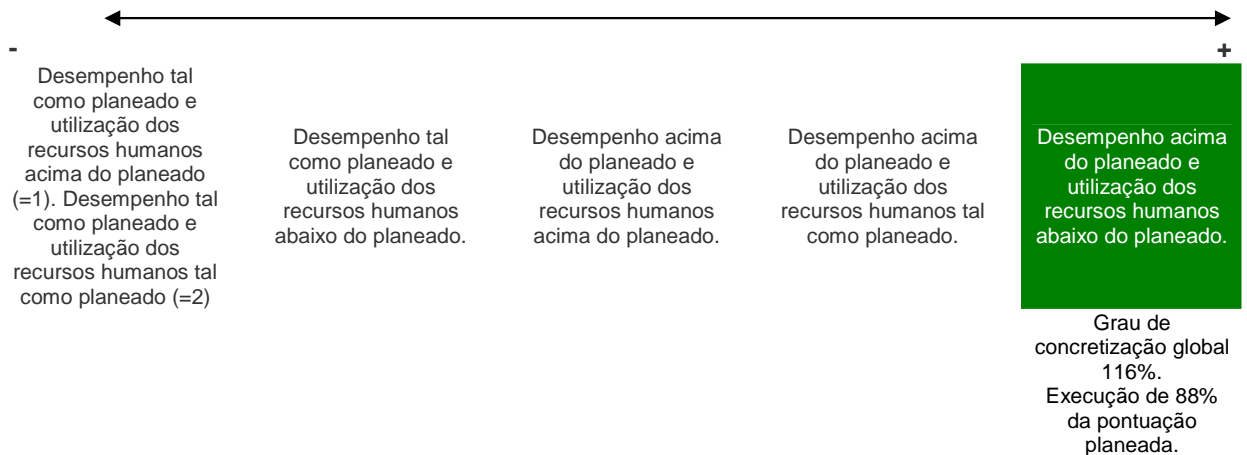 -
+
Desempenho tal
como planeado e
utilização dos
recursos humanos
acima do planeado
(=1). Desempenho tal
como planeado e
utilização dos
recursos humanos tal
como planeado (=2)
Desempenho tal
como planeado e
utilização dos
recursos humanos
abaixo do planeado.
Desempenho acima
do planeado e
utilização dos
recursos humanos
acima do planeado.
Desempenho acima
do planeado e
utilização dos
recursos humanos tal
como planeado.
Desempenho acima
do planeado e
utilização dos
recursos humanos
abaixo do planeado.
Grau de
concretização global
116%.
Execução de 88%
da pontuação
planeada.